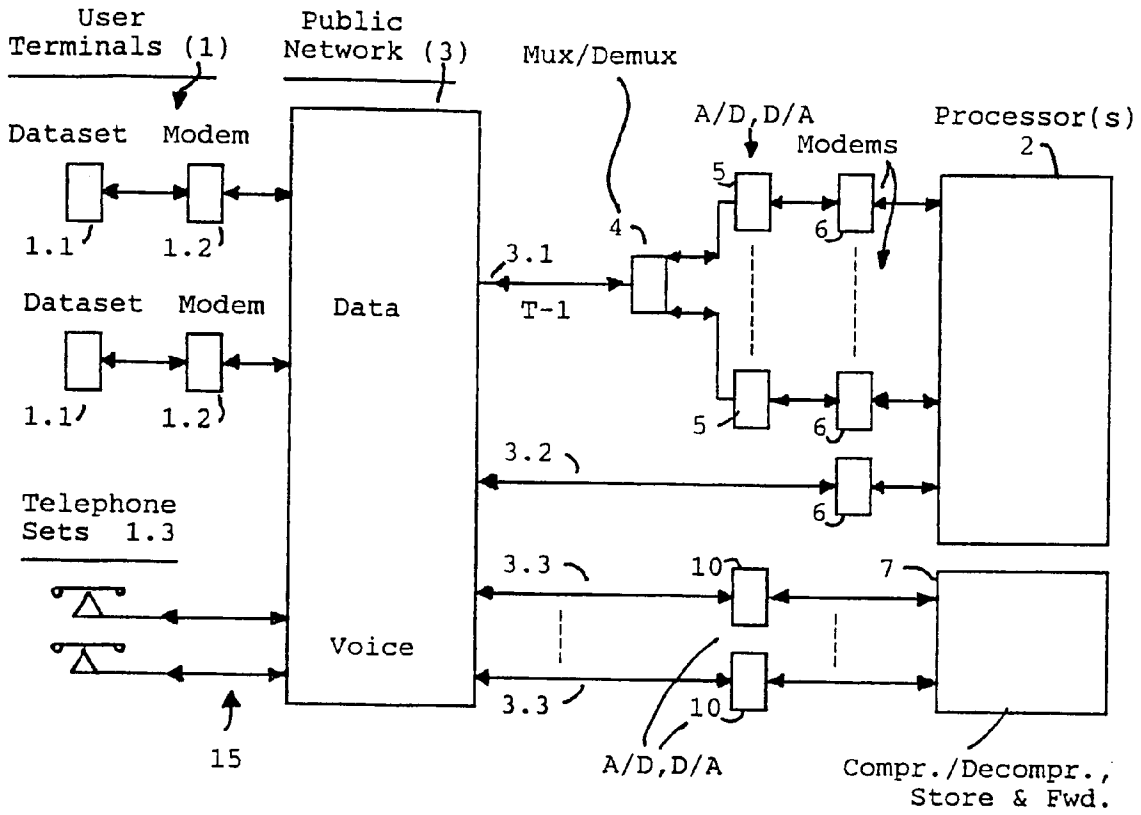 User
Terminals (1)
Public
Network (3)
Mux/Demux
A/D,D/A
Modems
Processor(s)
2
Dataset Modem
1.1 1.2
5 6
4
3.1
T-1
Data
Dataset Modem
1.1 1.2
5 6
3.2
6
Telephone
Sets 1.3
3.3
10
7
Voice
3.3
10
15
A/D,D/A
Compr./Decompr.,
Store & Fwd.